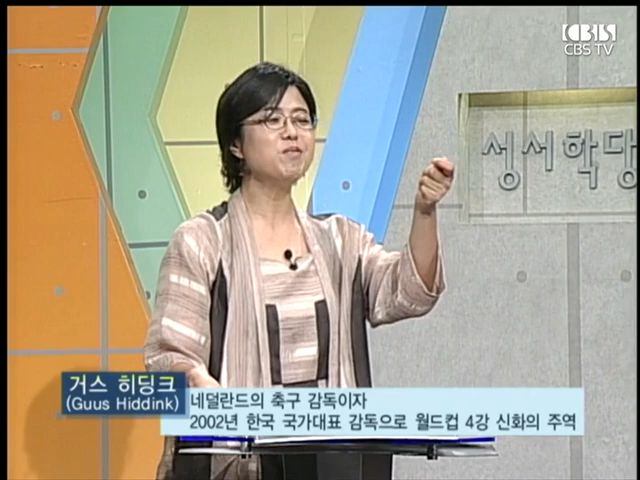 CBS
CBS TV
성서학당
거스 히딩크
(Guus Hiddink)
네덜란드의 축구 감독이자
2002년 한국 국가대표 감독으로 월드컵 4강 신화의 주역